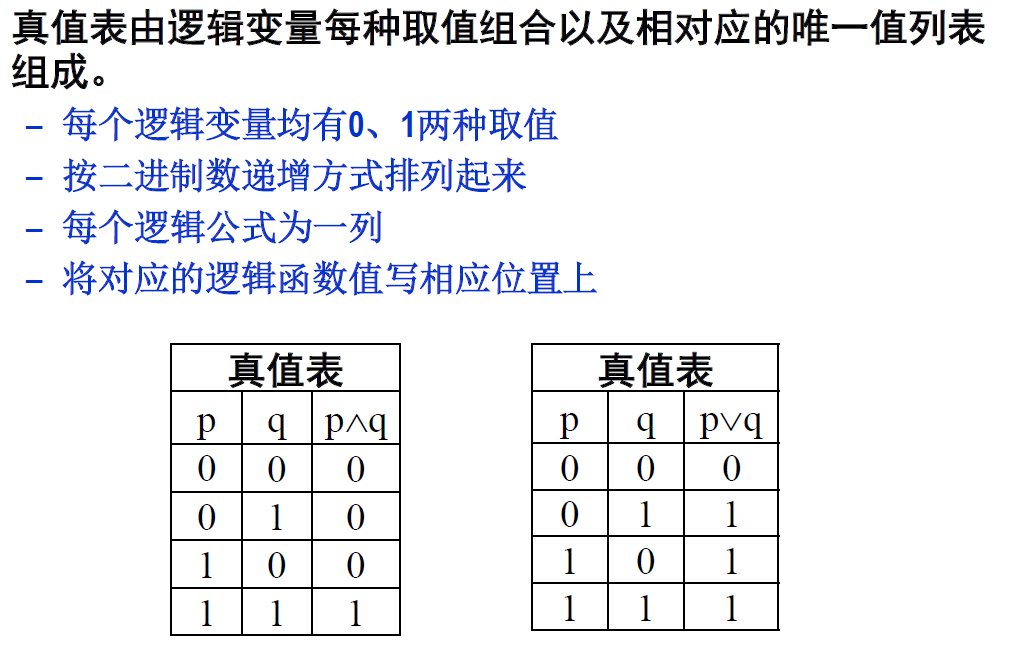 真值表由逻辑变量每种取值组合以及相对应的唯一值列表
组成。
– 每个逻辑变量均有0、1两种取值
– 按二进制数递增方式排列起来
– 每个逻辑公式为一列
– 将对应的逻辑函数值写相应位置上
真值表
p q p∧q
0 0 0
0 1 0
1 0 0
1 1 1
真值表
p q p∨q
0 0 0
0 1 1
1 0 1
1 1 1